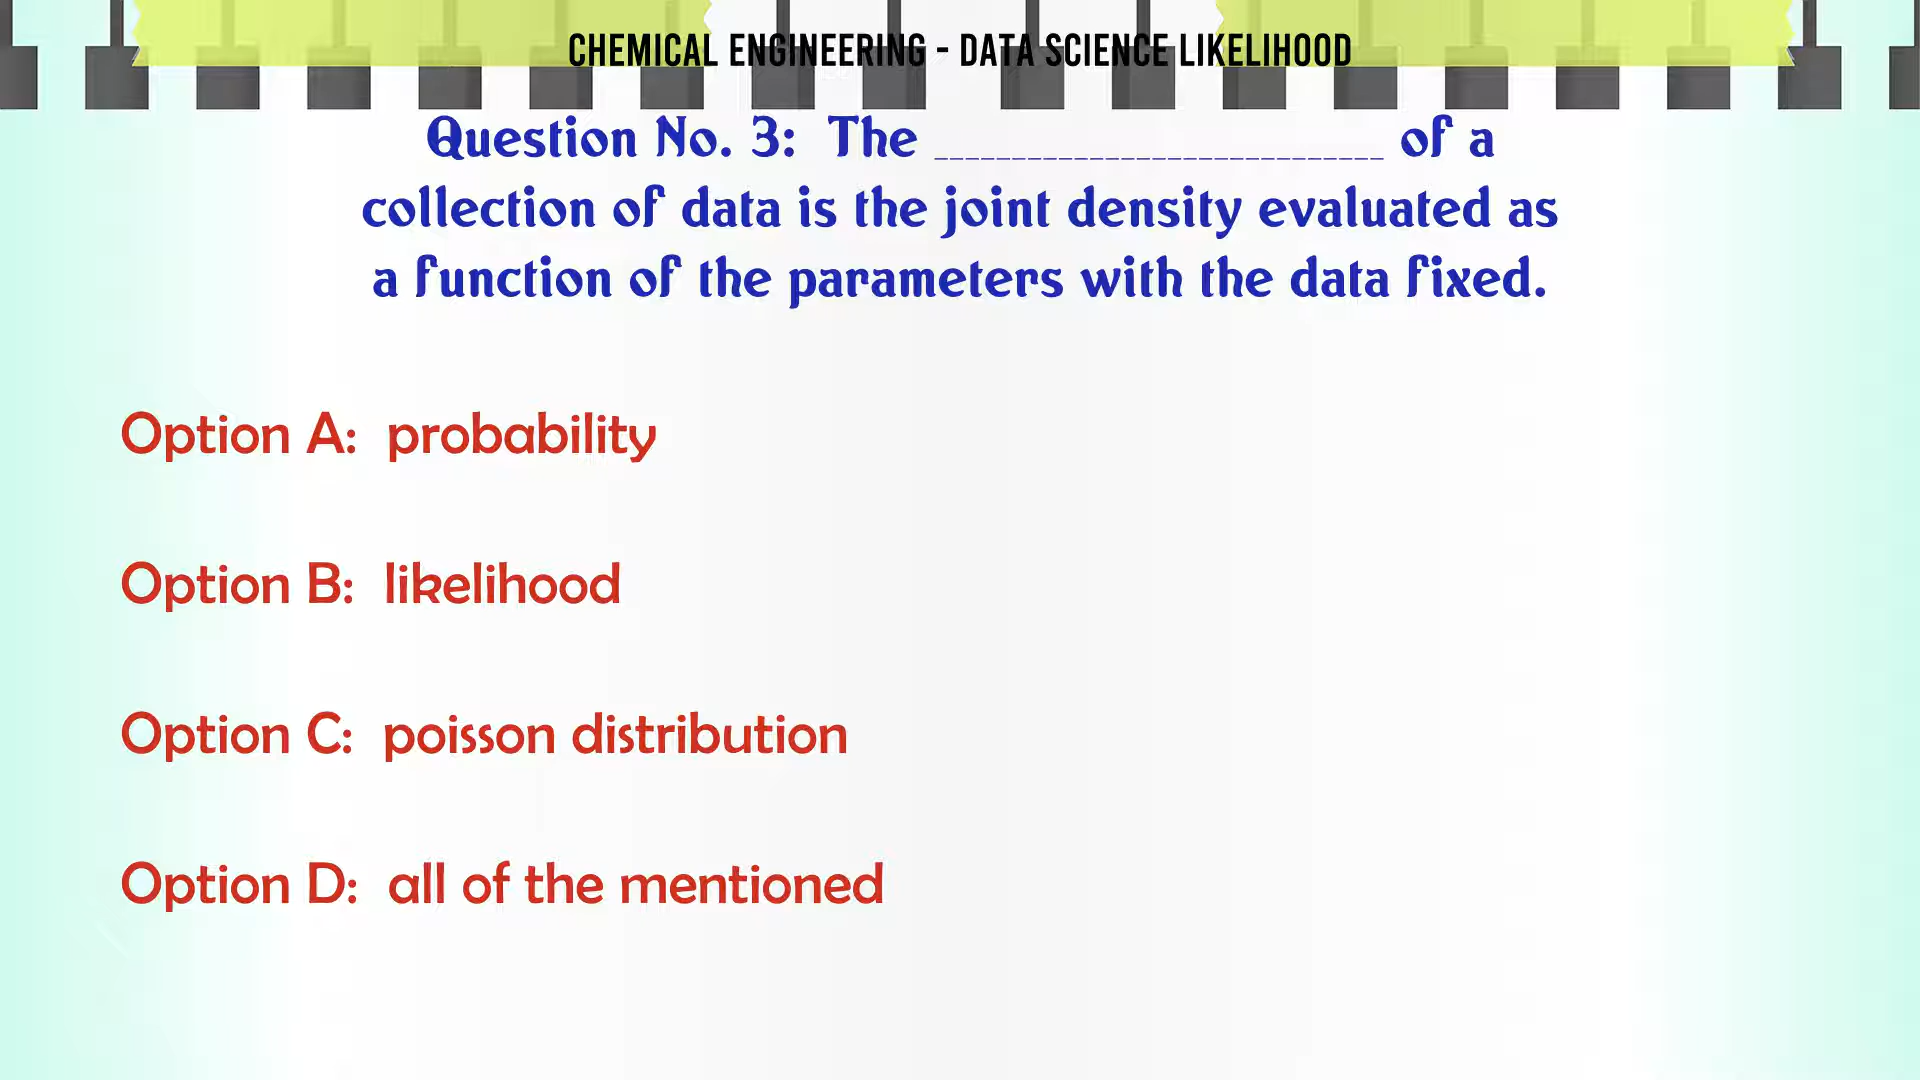 CHEMICAL ENGINEERING - DATA SCIENCE LIKELIHOOD
Question No. 3: The _____________________________ of a
collection of data is the joint density evaluated as
a function of the parameters with the data fixed.
Option A: probability
Option B: likelihood
Option C: poisson distribution
Option D: all of the mentioned